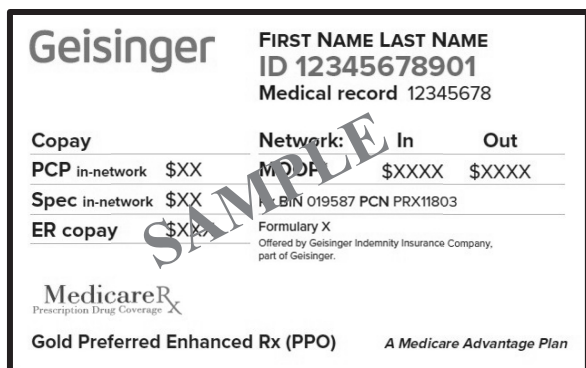 Geisinger
FIRST NAME LAST NAME
ID 12345678901
Medical record 12345678
Copay
PCP in-network $XX
Spec in-network $XX
ER copay $XXX
Network: In Out
MOOP $XXXX $XXXX
Rx BIN 019587 PCN PRX11803
Formulary X
Offered by Geisinger Indemnity Insurance Company,
part of Geisinger.
SAMPLE
MedicareRx
Prescription Drug Coverage
Gold Preferred Enhanced Rx (PPO)
A Medicare Advantage Plan